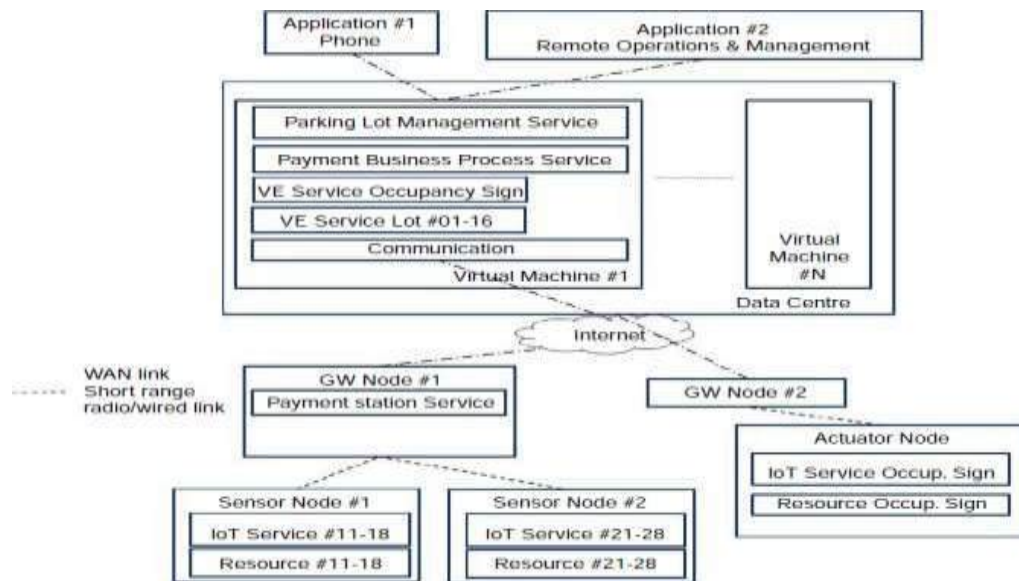 Application #1
Phone
Application #2
Remote Operations & Management
Parking Lot Management Service
Payment Business Process Service
VE Service Occupancy Sign
VE Service Lot #01-16
Communication
Virtual Machine #1
Virtual
Machine
#N
Data Centre
Internet
WAN link
Short range
radio/wired link
GW Node #1
Payment station Service
GW Node #2
Actuator Node
IoT Service Occup. Sign
Resource Occup. Sign
Sensor Node #1
IoT Service #11-18
Resource #11-18
Sensor Node #2
IoT Service #21-28
Resource #21-28